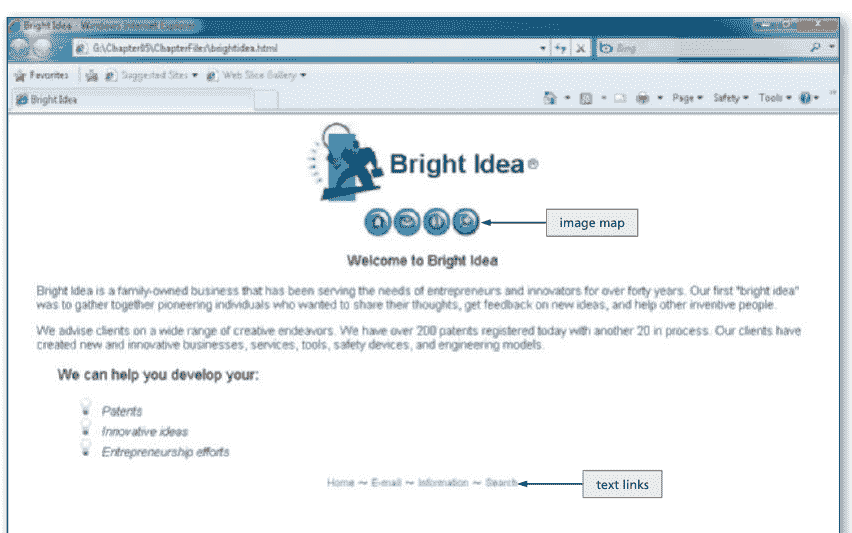 Bright Idea - Windows Internet Explorer
G:\Chapter05\ChapterFiles\brightidea.html
Bing
Favorites Suggested Sites Web Slice Gallery
Bright Idea
Page Safety Tools
Bright Idea®
image map
Welcome to Bright Idea
Bright Idea is a family-owned business that has been serving the needs of entrepreneurs and innovators for over forty years. Our first "bright idea"
was to gather together pioneering individuals who wanted to share their thoughts, get feedback on new ideas, and help other inventive people.
We advise clients on a wide range of creative endeavors. We have over 200 patents registered today with another 20 in process. Our clients have
created new and innovative businesses, services, tools, safety devices, and engineering models.
We can help you develop your:
Patents
Innovative ideas
Entrepreneurship efforts
Home ~ E-mail ~ Information ~ Search
text links